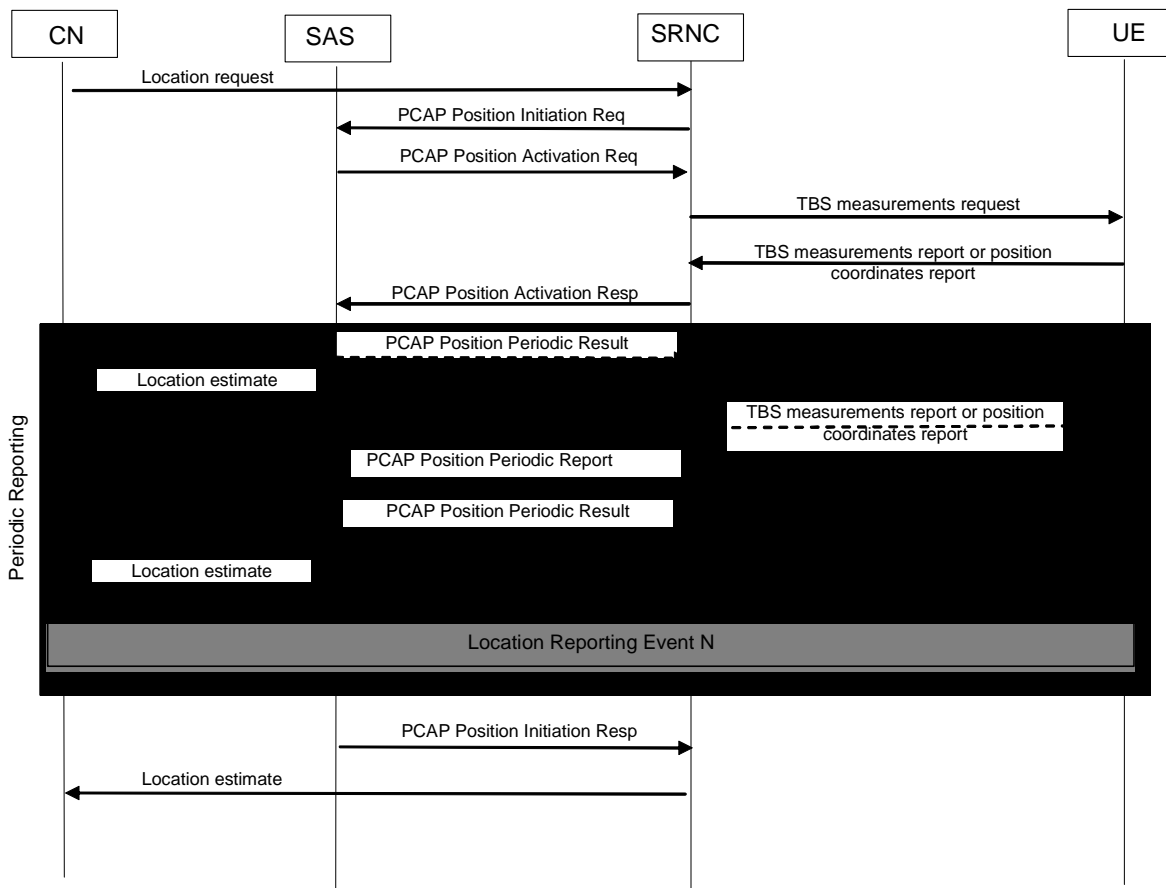 CN
SAS
SRNC
UE
Location request
PCAP Position Initiation Req
PCAP Position Activation Req
TBS measurements request
TBS measurements report or position
coordinates report
PCAP Position Activation Resp
Periodic Reporting
PCAP Position Periodic Result
Location estimate
TBS measurements report or position
coordinates report
PCAP Position Periodic Report
PCAP Position Periodic Result
Location estimate
Location Reporting Event N
PCAP Position Initiation Resp
Location estimate